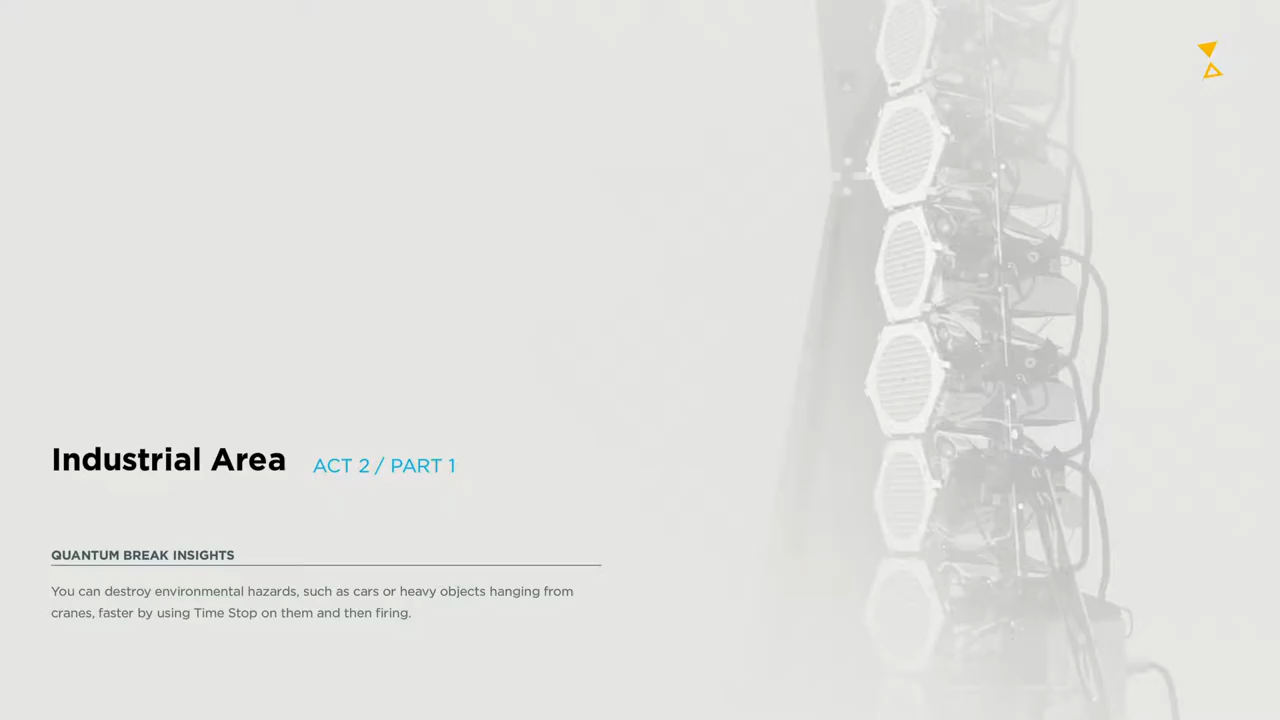 Industrial Area ACT 2 / PART 1
QUANTUM BREAK INSIGHTS
You can destroy environmental hazards, such as cars or heavy objects hanging from
cranes, faster by using Time Stop on them and then firing.